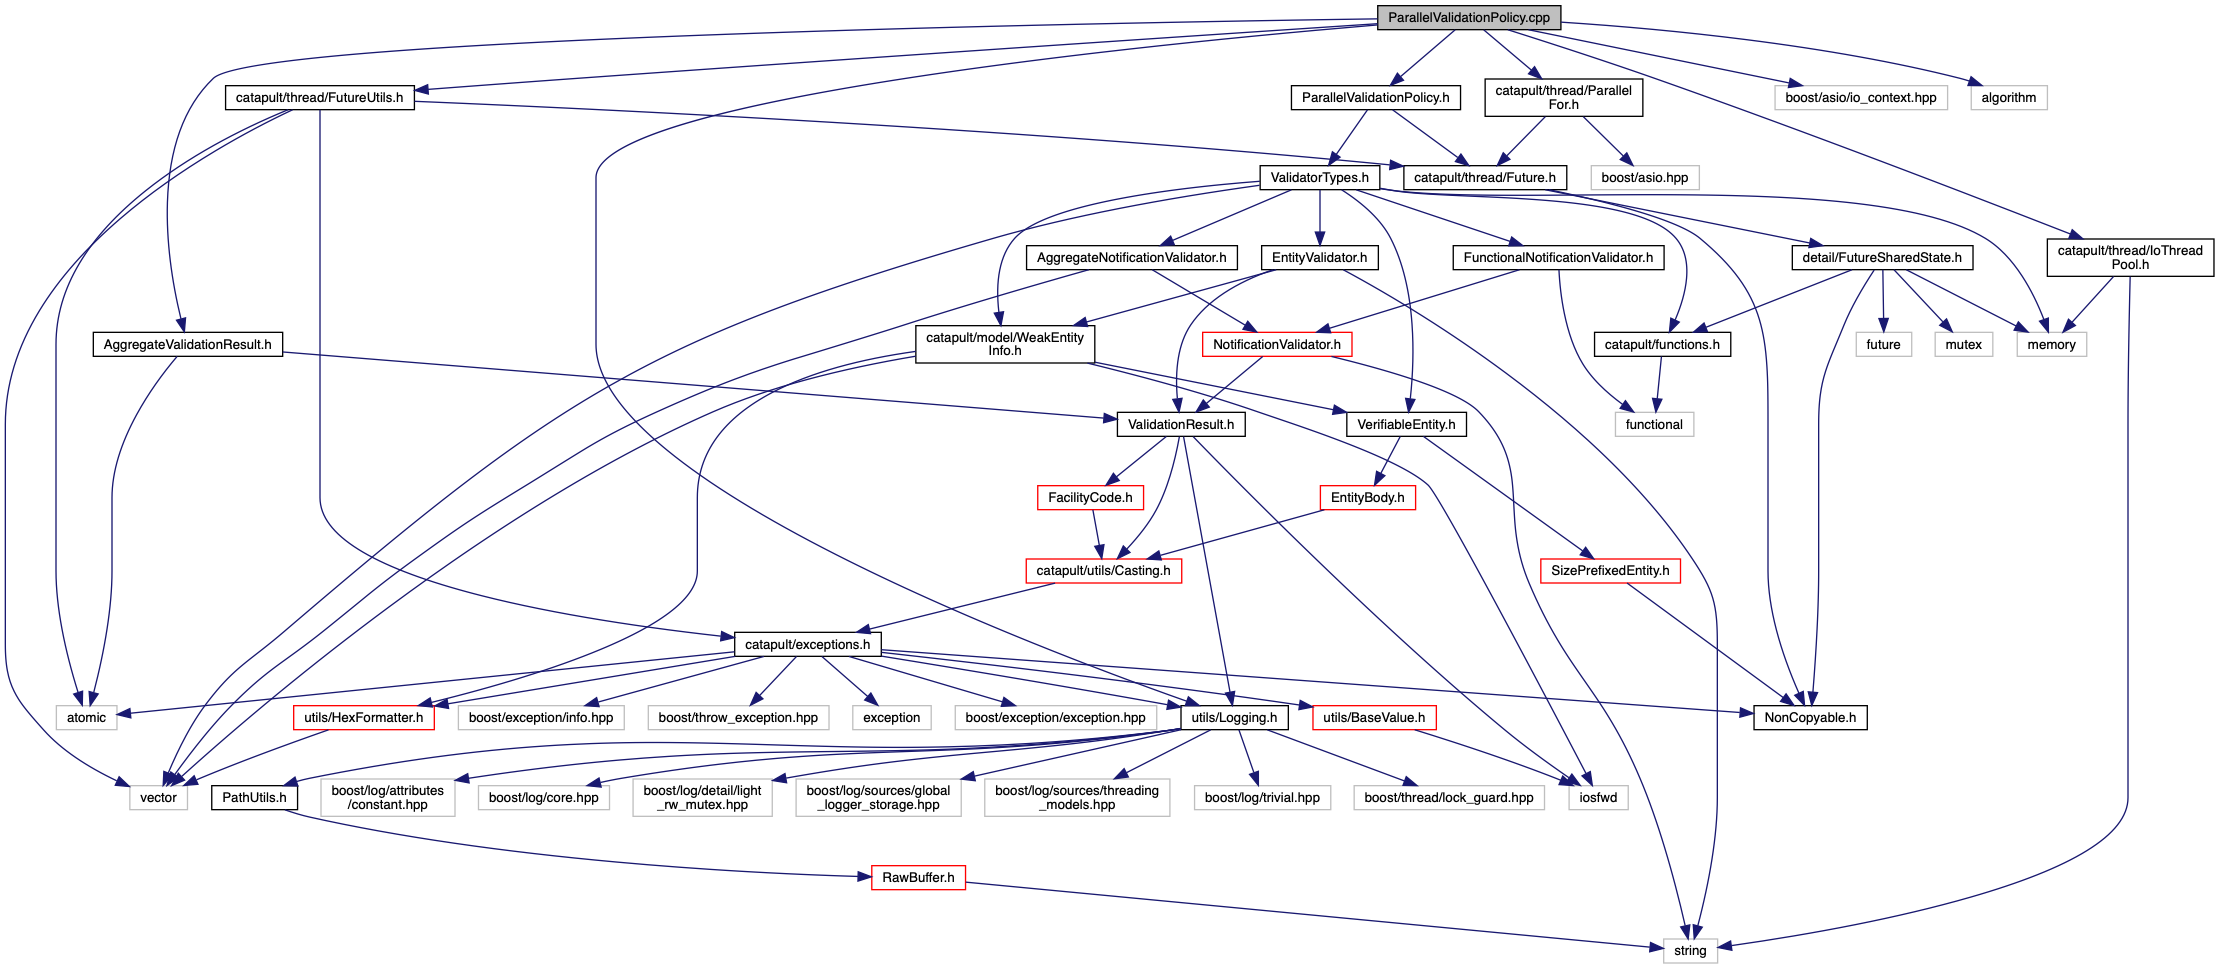 ParallelValidationPolicy.cpp
catapult/thread/FutureUtils.h
ParallelValidationPolicy.h
catapult/thread/Parallel
For.h
boost/asio/io_context.hpp
algorithm
ValidatorTypes.h
catapult/thread/Future.h
boost/asio.hpp
AggregateNotificationValidator.h
EntityValidator.h
FunctionalNotificationValidator.h
detail/FutureSharedState.h
catapult/thread/IoThread
Pool.h
AggregateValidationResult.h
catapult/model/WeakEntity
Info.h
NotificationValidator.h
catapult/functions.h
future
mutex
memory
ValidationResult.h
VerifiableEntity.h
functional
FacilityCode.h
EntityBody.h
catapult/utils/Casting.h
SizePrefixedEntity.h
catapult/exceptions.h
atomic
utils/HexFormatter.h
boost/exception/info.hpp
boost/throw_exception.hpp
exception
boost/exception/exception.hpp
utils/Logging.h
utils/BaseValue.h
NonCopyable.h
vector
PathUtils.h
boost/log/attributes
/constant.hpp
boost/log/core.hpp
boost/log/detail/light
_rw_mutex.hpp
boost/log/sources/global
_logger_storage.hpp
boost/log/sources/threading
_models.hpp
boost/log/trivial.hpp
boost/thread/lock_guard.hpp
iosfwd
RawBuffer.h
string